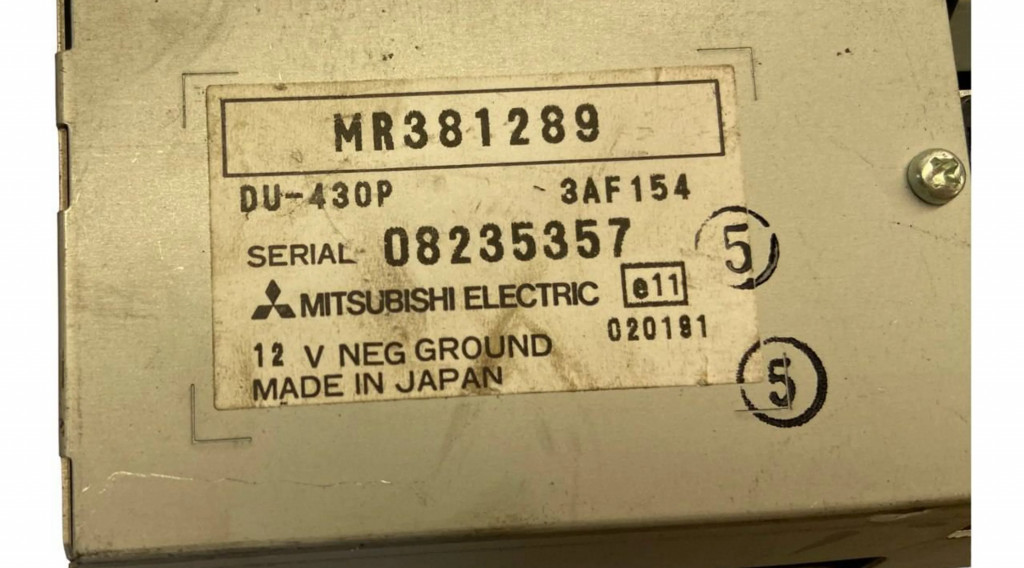 MR381289
DU-430P 3AF154
SERIAL 08235357
5
MITSUBISHI ELECTRIC e11
020191
12 V NEG GROUND
MADE IN JAPAN
5